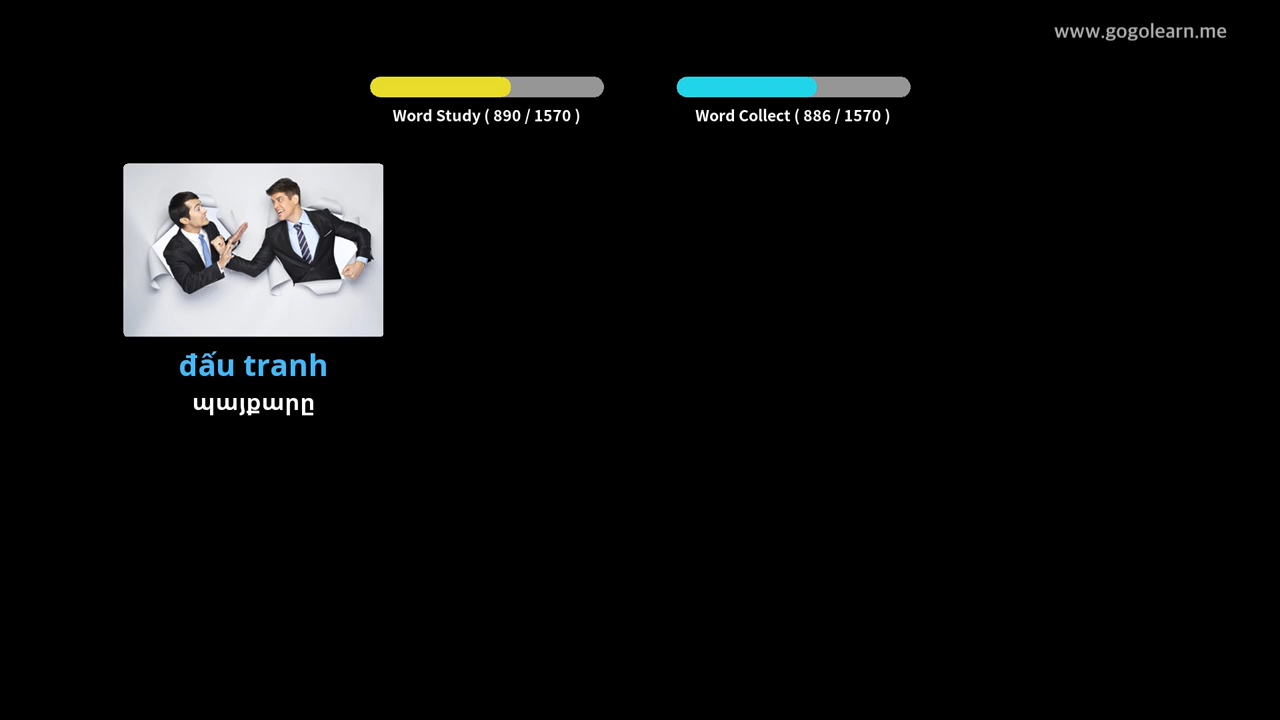 www.gogolearn.me
Word Study ( 890 / 1570 )
Word Collect ( 886 / 1570 )
đấu tranh
պայքարը